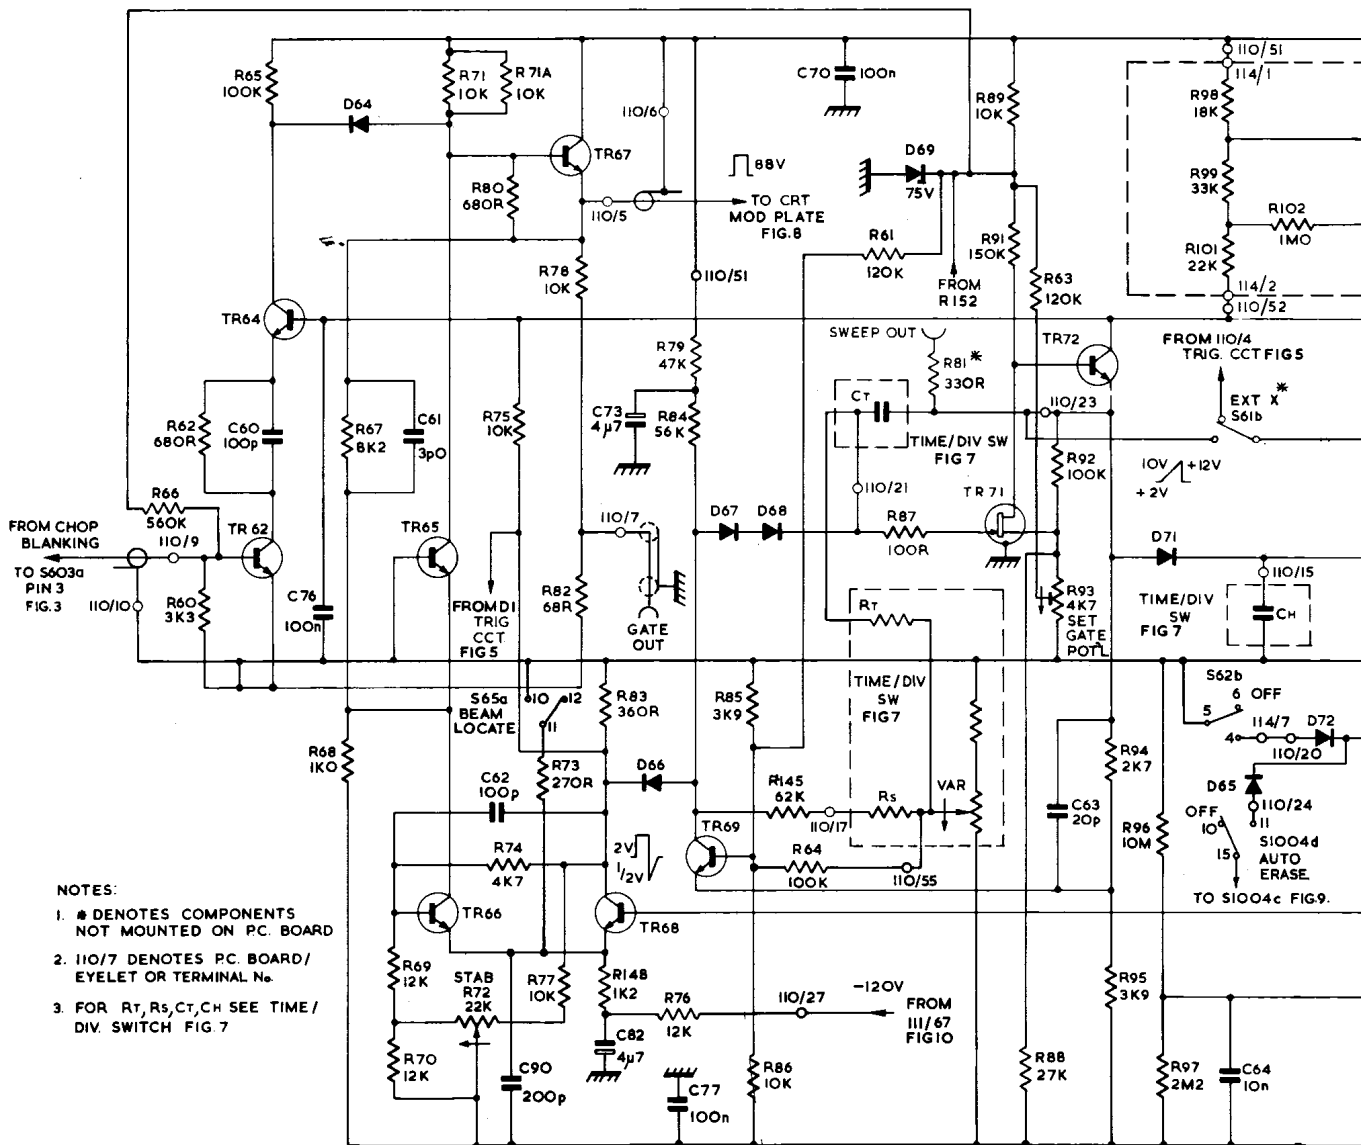 110/51
114/1
R65
100K
R71
10K
R71A
10K
C70
100n
R89
10K
R98
18K
D64
110/6
TR67
88V
D69
75V
R99
33K
R80
680R
110/5
TO CRT
MOD PLATE
FIG.8
R102
1M0
R61
120K
R91
150K
R101
22K
R78
10K
110/51
FROM
R152
R63
120K
114/2
110/52
TR64
SWEEP OUT
TR72
FROM 110/4
TRIG. CCT FIG 5
R79
47K
R81*
330R
EXT X*
S61b
CT
110/23
R62
680R
C60
100p
R67
8K2
C61
3p0
R75
10K
C73
4µ7
R84
56K
TIME/DIV SW
FIG 7
R92
100K
10V
+12V
+2V
R66
560K
110/21
TR71
FROM CHOP
BLANKING
110/9
TR62
TR65
110/7
D67
D68
R87
100R
D71
TO S603a
PIN 3
FIG.3
110/10
R60
3K3
C76
100n
FROM D1
TRIG
CCT
FIG 5
R82
68R
GATE
OUT
RT
R93
4K7
SET
GATE
POTL
110/15
TIME/DIV
SW
FIG 7
CH
S65a
BEAM
LOCATE
10
12
11
R83
360R
R85
3K9
TIME/DIV
SW
FIG 7
S62b
6 OFF
5
4
114/7
110/20
D72
R68
1K0
R73
270R
D66
R94
2K7
C62
100p
R145
62K
110/17
RS
VAR
C63
20p
R96
10M
D65
OFF
10
110/24
11
S1004d
AUTO
ERASE.
15
TO S1004c FIG.9.
TR69
2V
1/2V
R74
4K7
R64
100K
110/55
NOTES:
1. * DENOTES COMPONENTS
NOT MOUNTED ON P.C. BOARD
2. 110/7 DENOTES P.C. BOARD/
EYELET OR TERMINAL No.
3. FOR RT, RS, CT, CH SEE TIME/
DIV. SWITCH FIG. 7
TR66
TR68
R69
12K
STAB
R72
22K
R77
10K
R148
1K2
R76
12K
110/27
-120V
FROM
111/67
FIG10
R95
3K9
R70
12K
C90
200p
C82
4µ7
C77
100n
R86
10K
R88
27K
R97
2M2
C64
10n